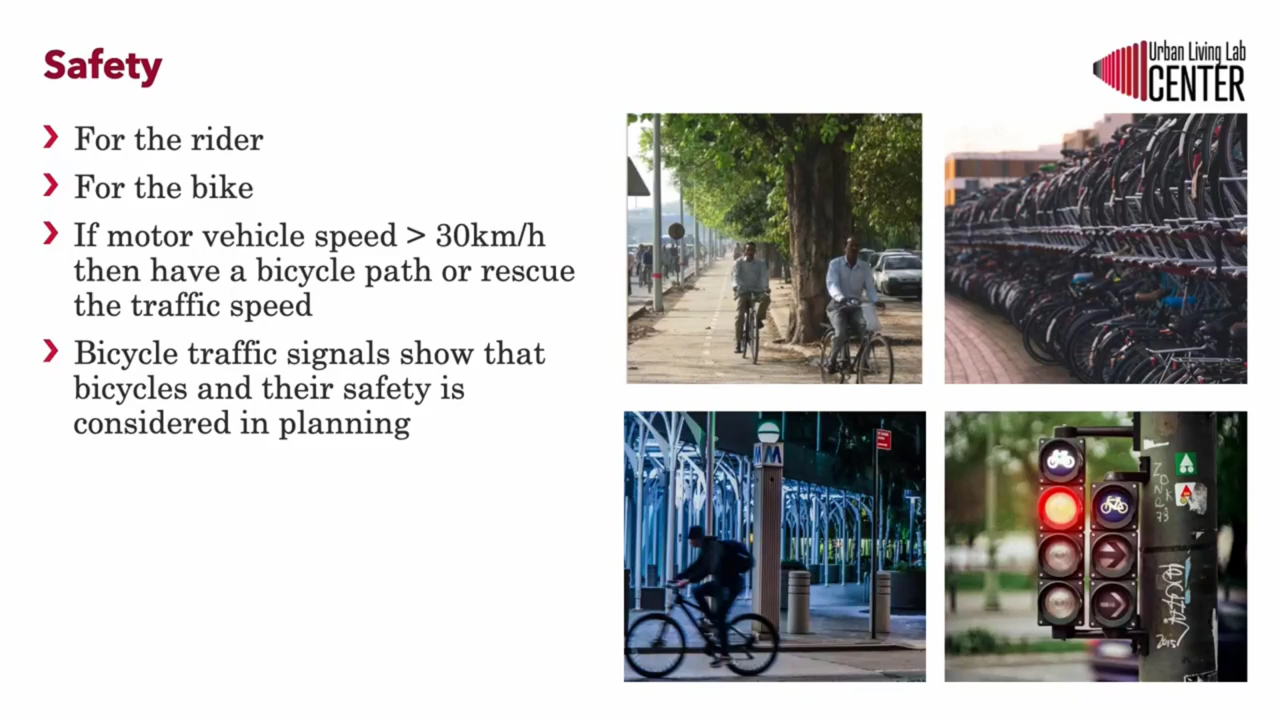 Safety
Urban Living Lab
CENTER
For the rider
For the bike
If motor vehicle speed > 30km/h
then have a bicycle path or rescue
the traffic speed
Bicycle traffic signals show that
bicycles and their safety is
considered in planning
M